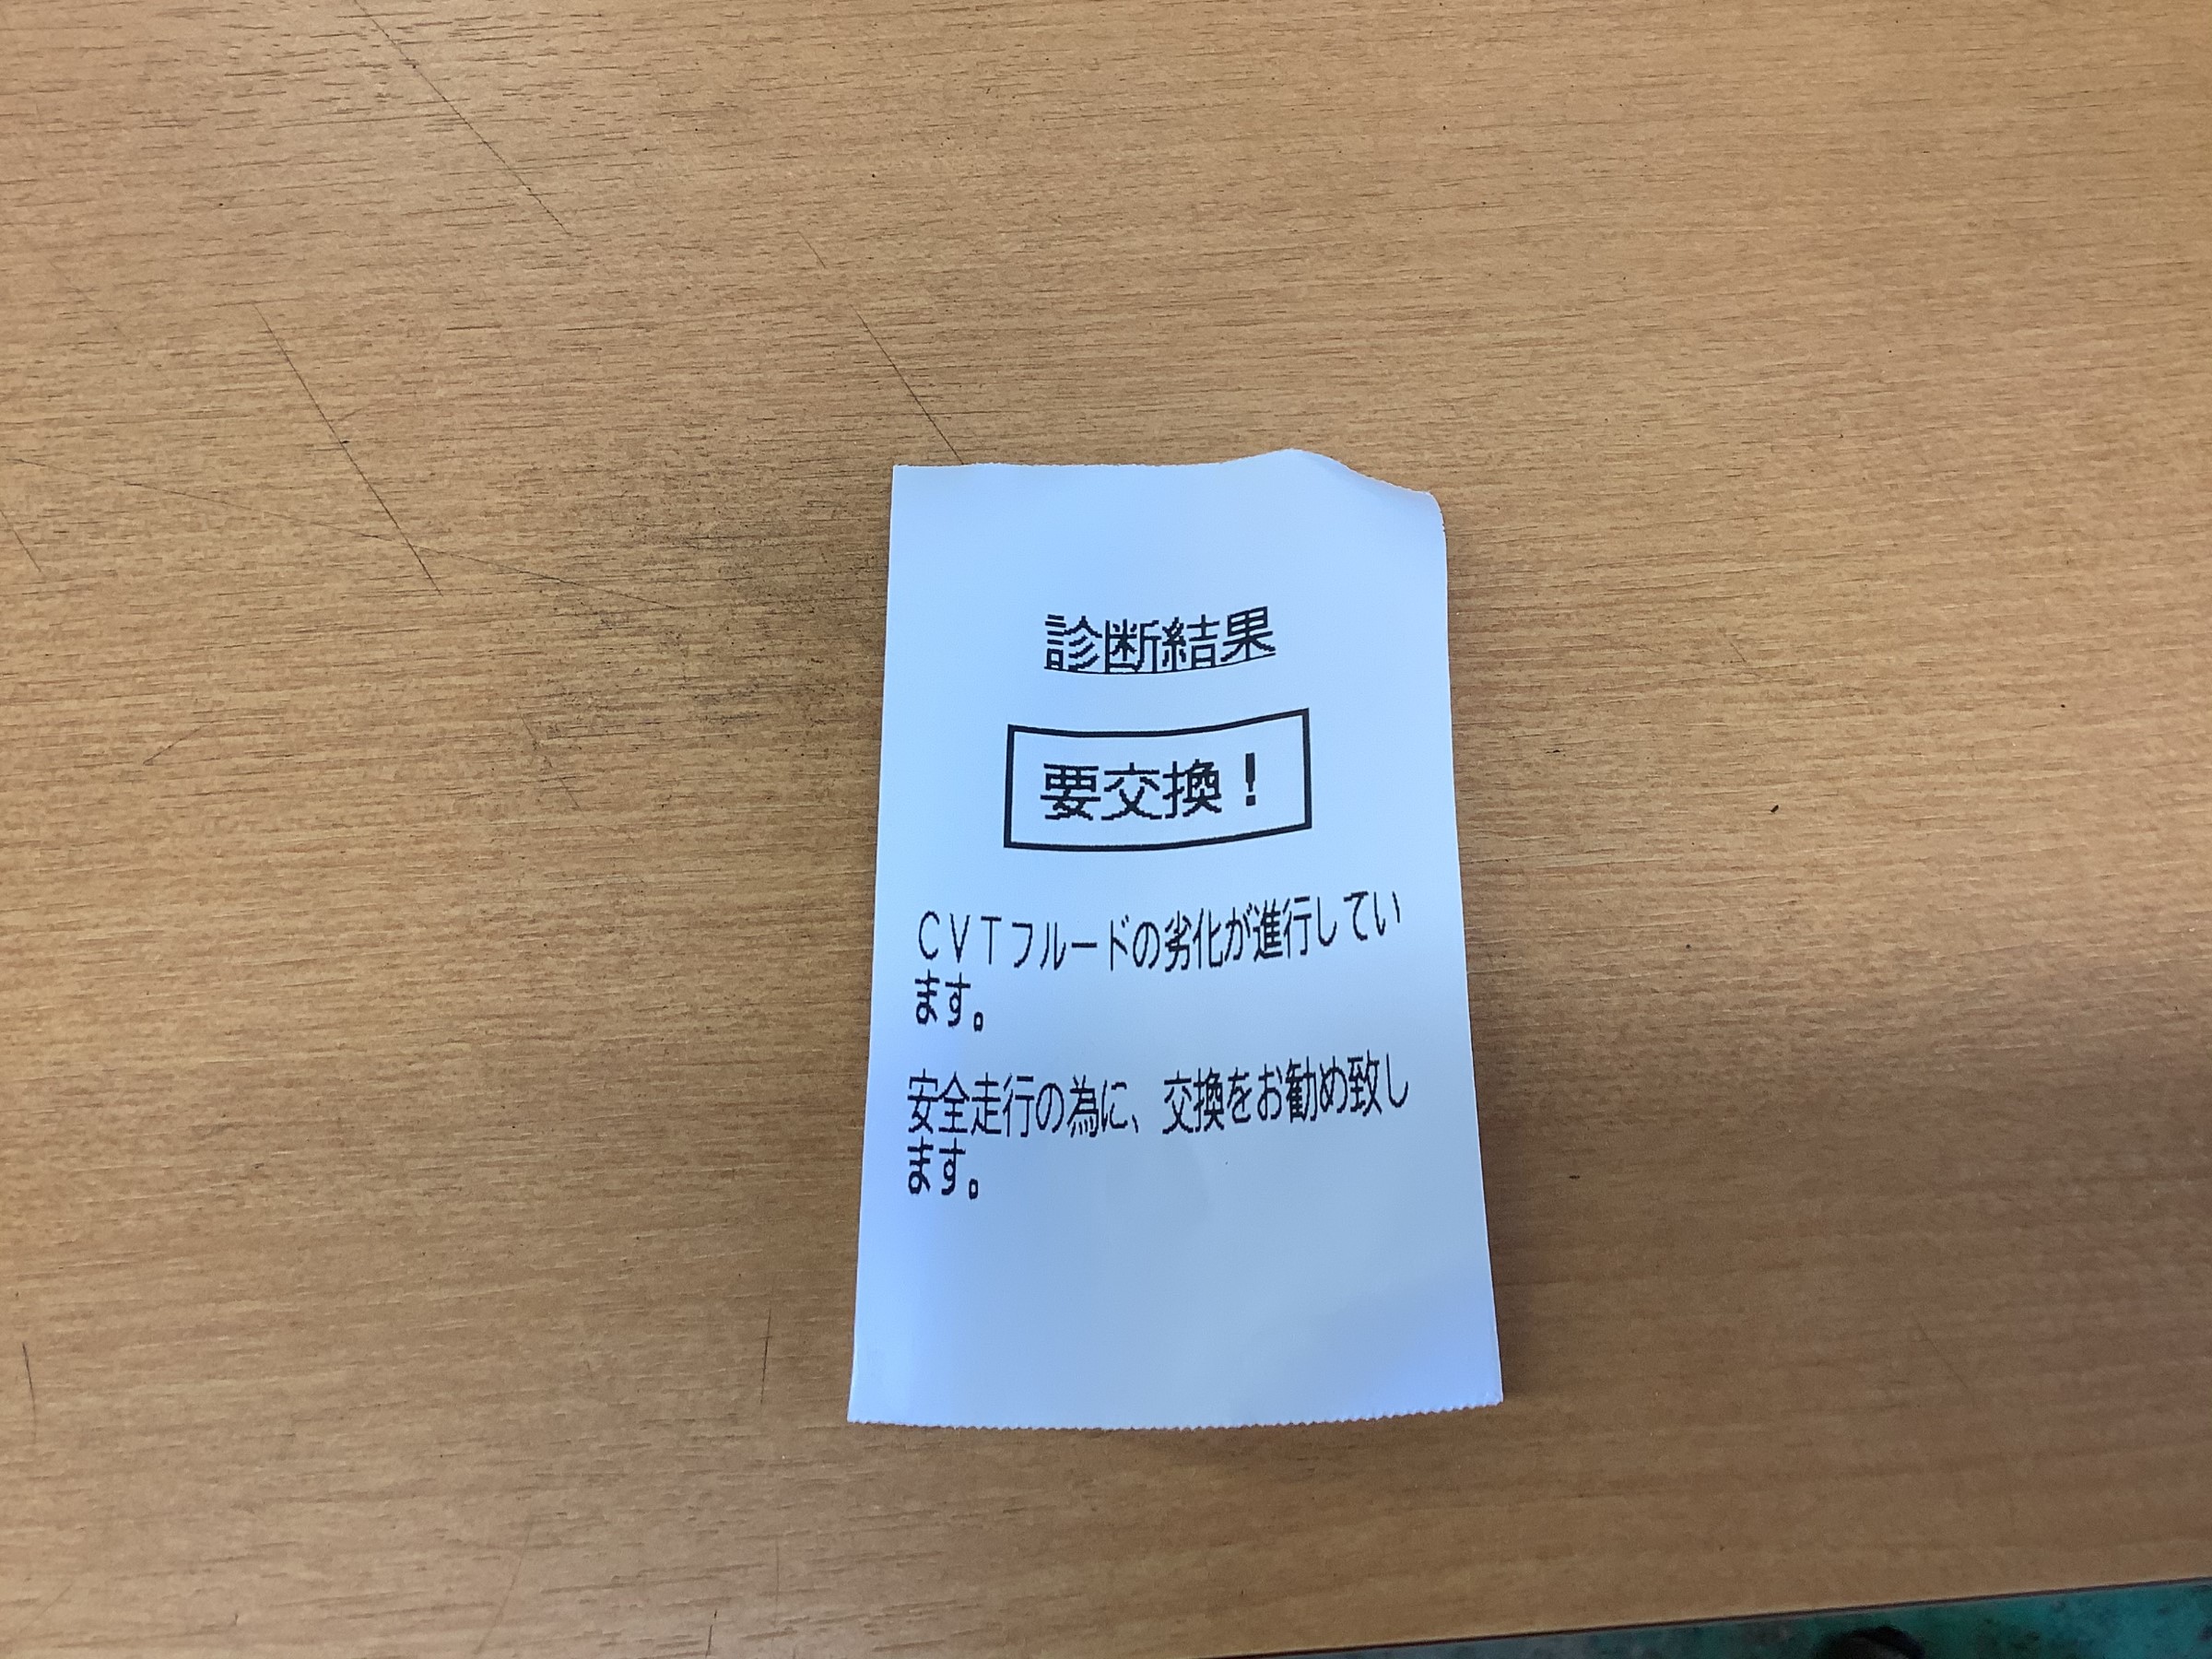 診断結果
要交換！
ＣＶＴフルードの劣化が進行してい
ます。
安全走行の為に、交換をお勧め致し
ます。